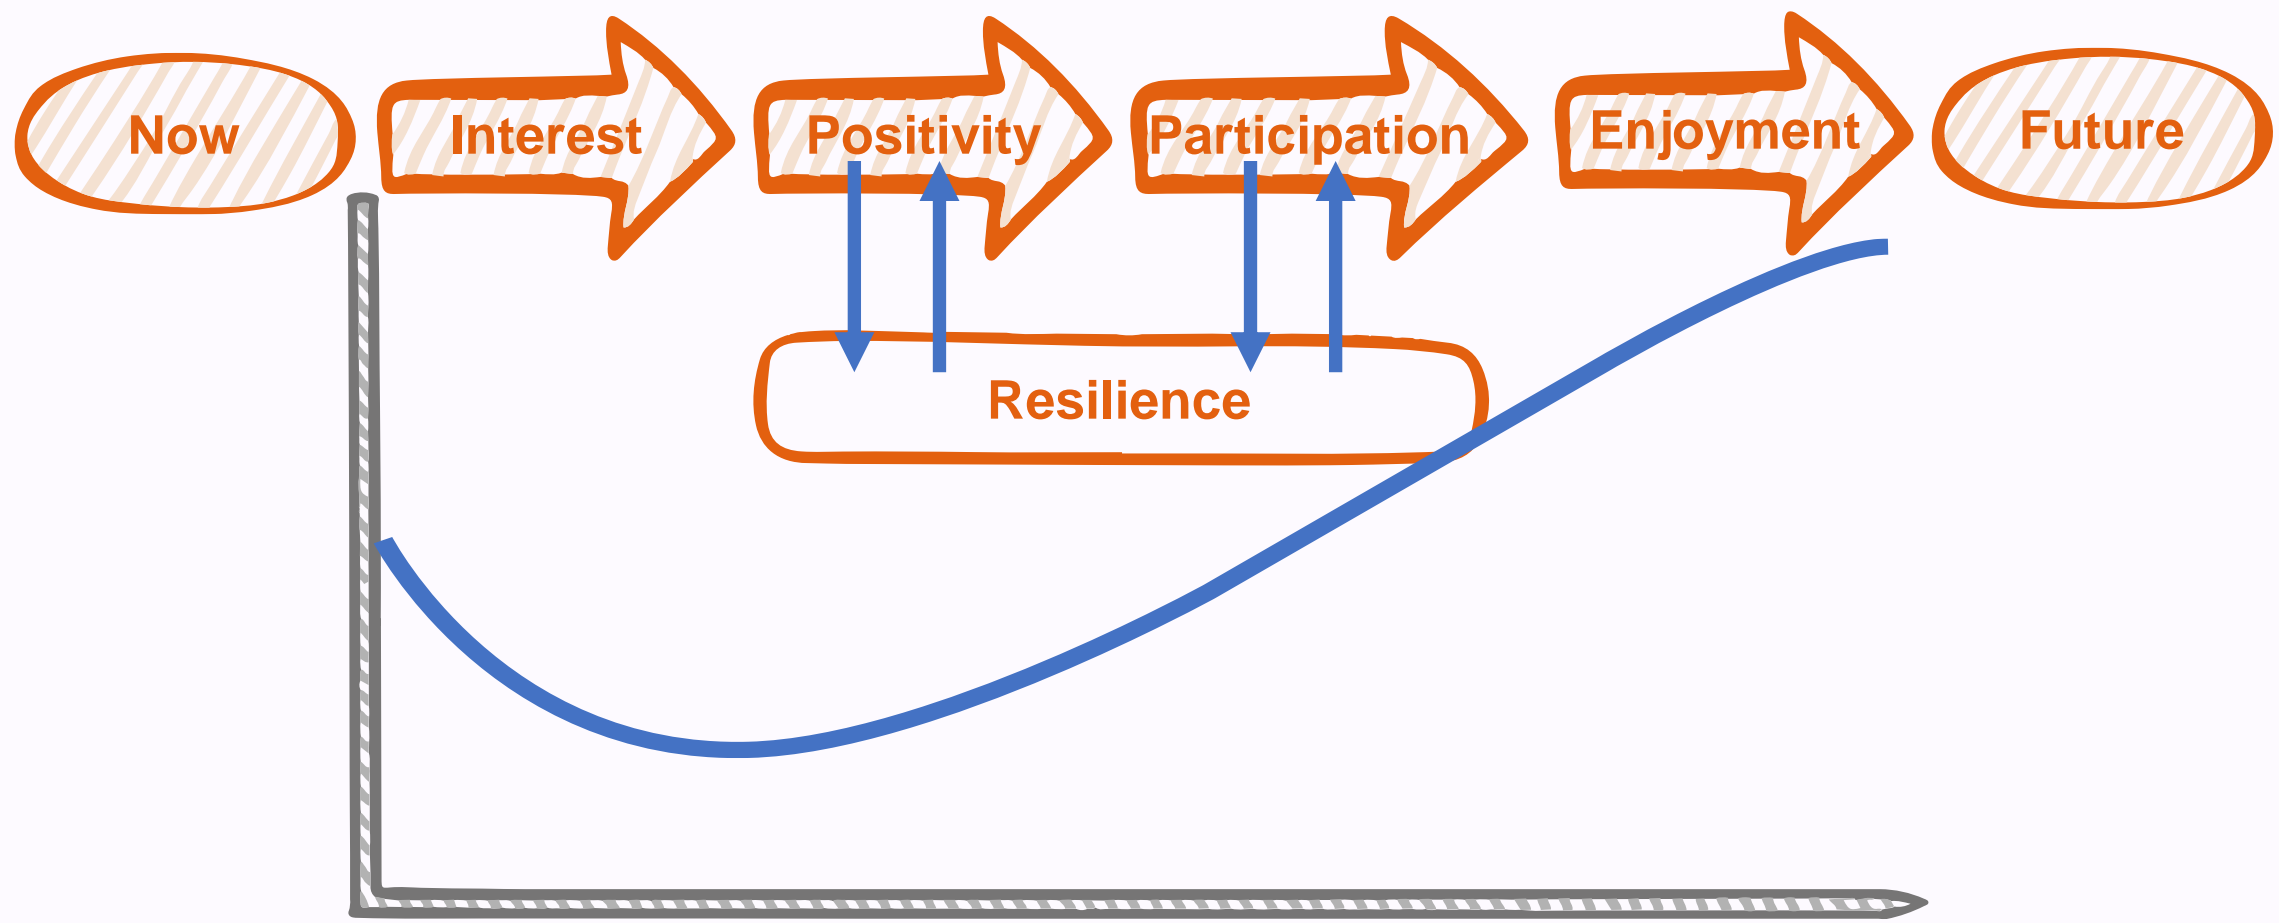 Now
Interest
Positivity
Participation
Enjoyment
Future
Resilience